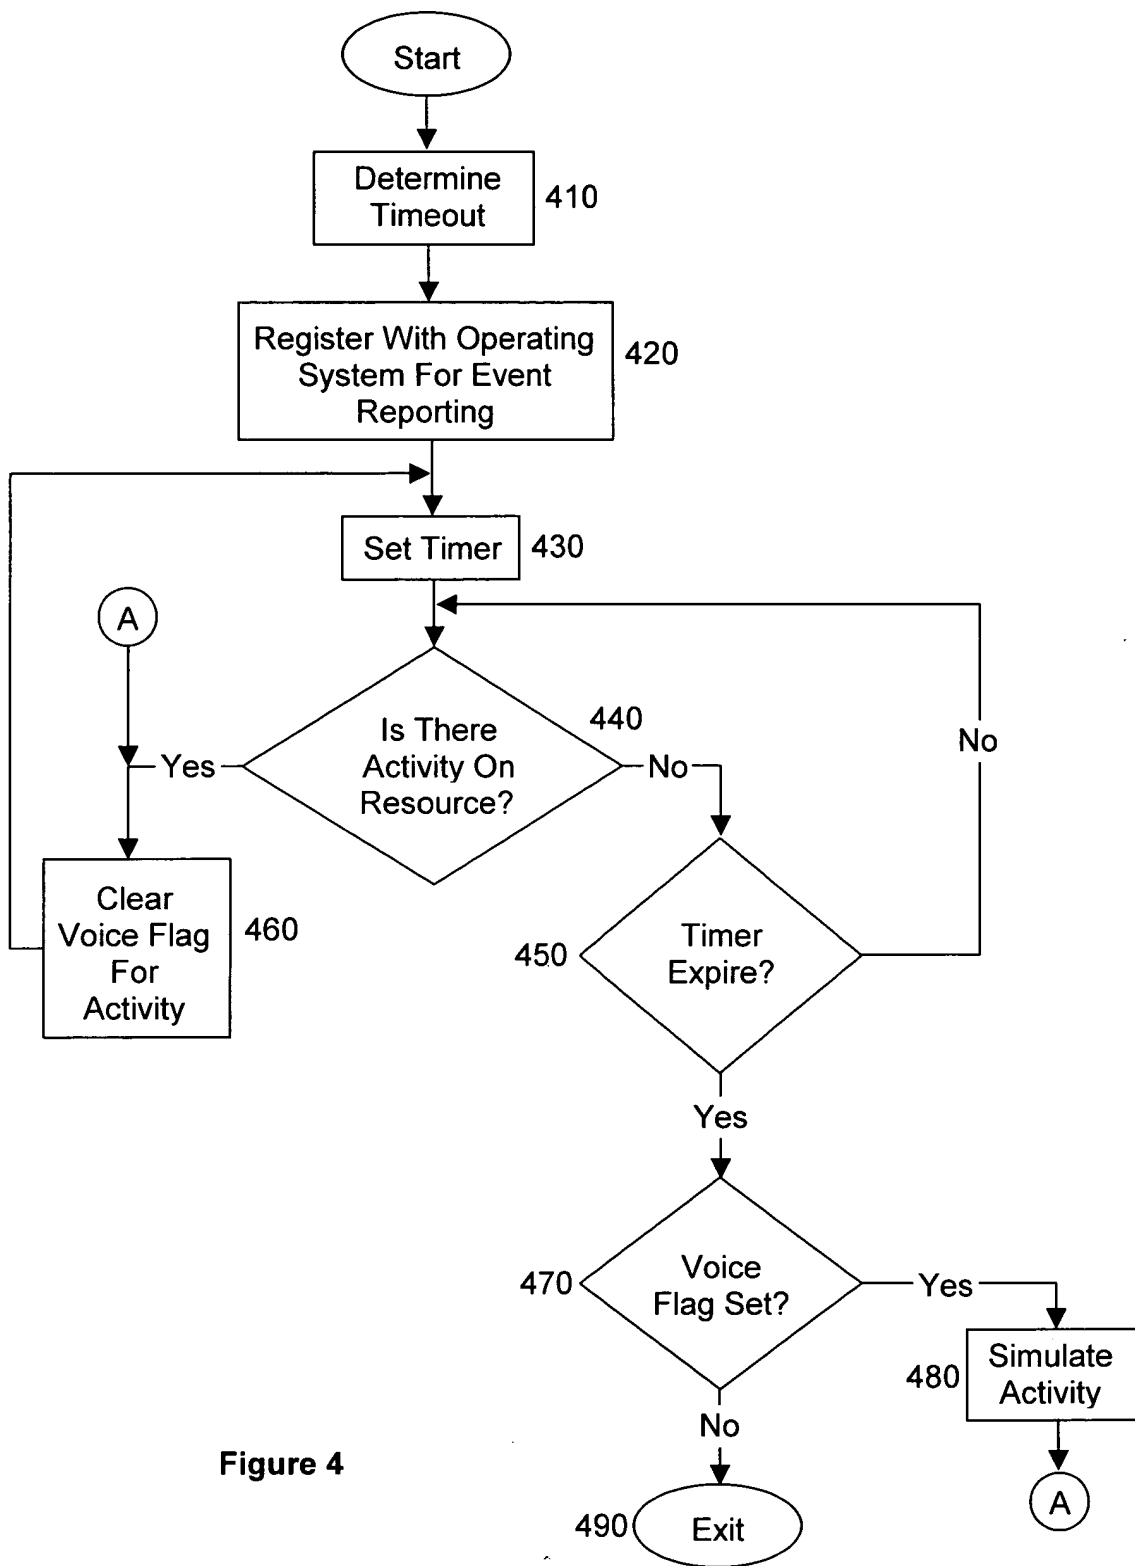 Start
Determine
Timeout
410
Register With Operating
System For Event
Reporting
420
Set Timer
430
A
Is There
Activity On
Resource?
440
Yes
No
No
Clear
Voice Flag
For
Activity
460
Timer
Expire?
450
Yes
Voice
Flag Set?
470
Yes
Simulate
Activity
480
No
A
Exit
490
Figure 4